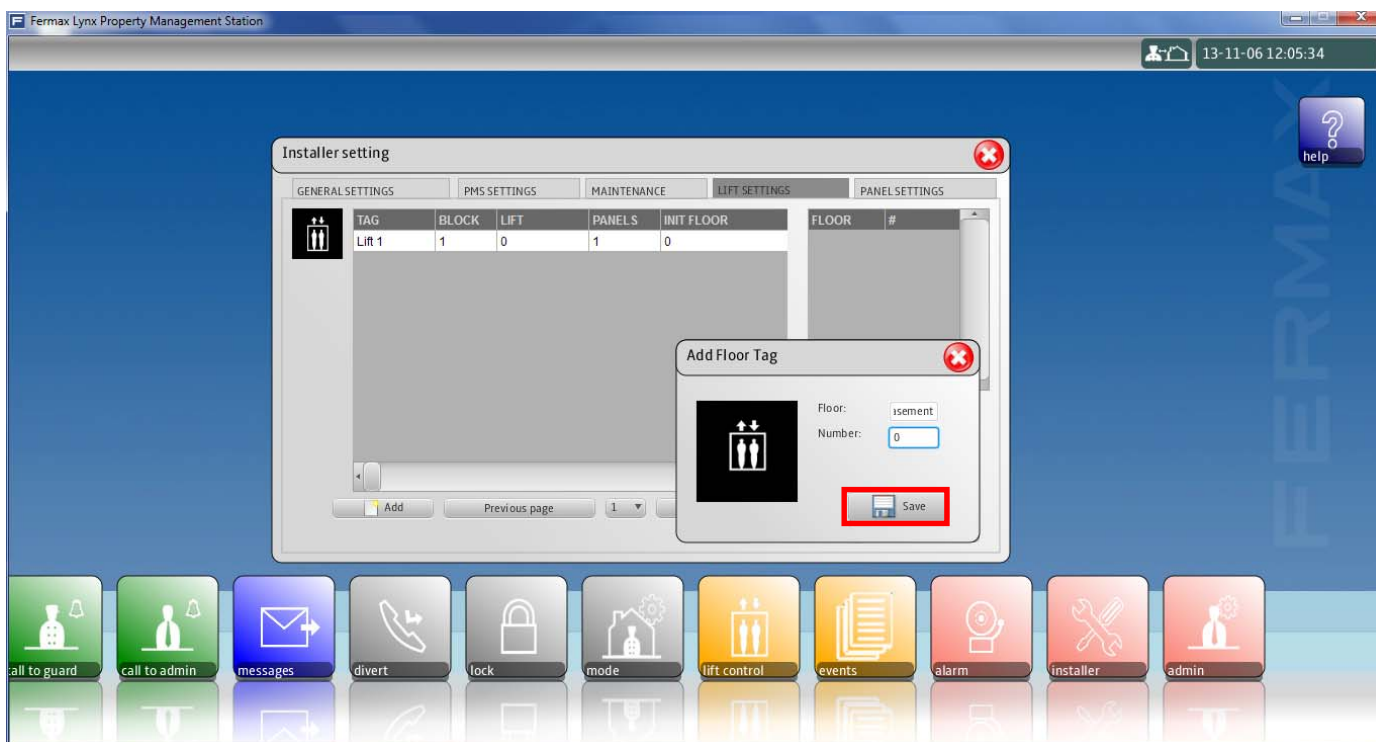 Fermax Lynx Property Management Station
13-11-06 12:05:34
help
FERMAX
Installer setting
GENERAL SETTINGS PMS SETTINGS MAINTENANCE LIFT SETTINGS PANEL SETTINGS
TAG BLOCK LIFT PANELS INIT FLOOR FLOOR #
Lift 1 1 0 1 0
Add Floor Tag
Floor: asement
Number: 0
Save
Add Previous page 1
call to guard call to admin messages divert lock mode lift control events alarm installer admin